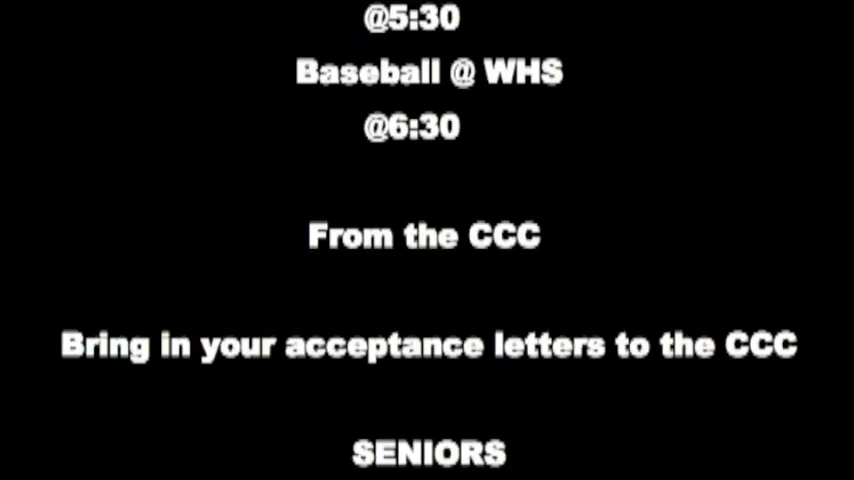 @5:30
Baseball @ WHS
@6:30
From the CCC
Bring in your acceptance letters to the CCC
SENIORS